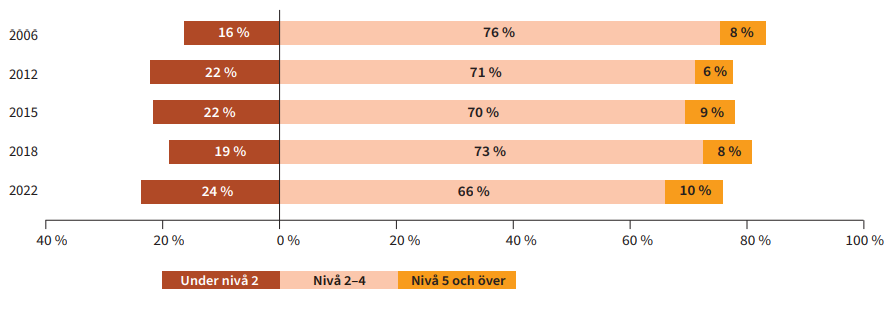 2006 16 % 76 % 8 %
2012 22 % 71 % 6 %
2015 22 % 70 % 9 %
2018 19 % 73 % 8 %
2022 24 % 66 % 10 %
40 % 20 % 0 % 20 % 40 % 60 % 80 % 100 %
Under nivå 2 Nivå 2–4 Nivå 5 och över